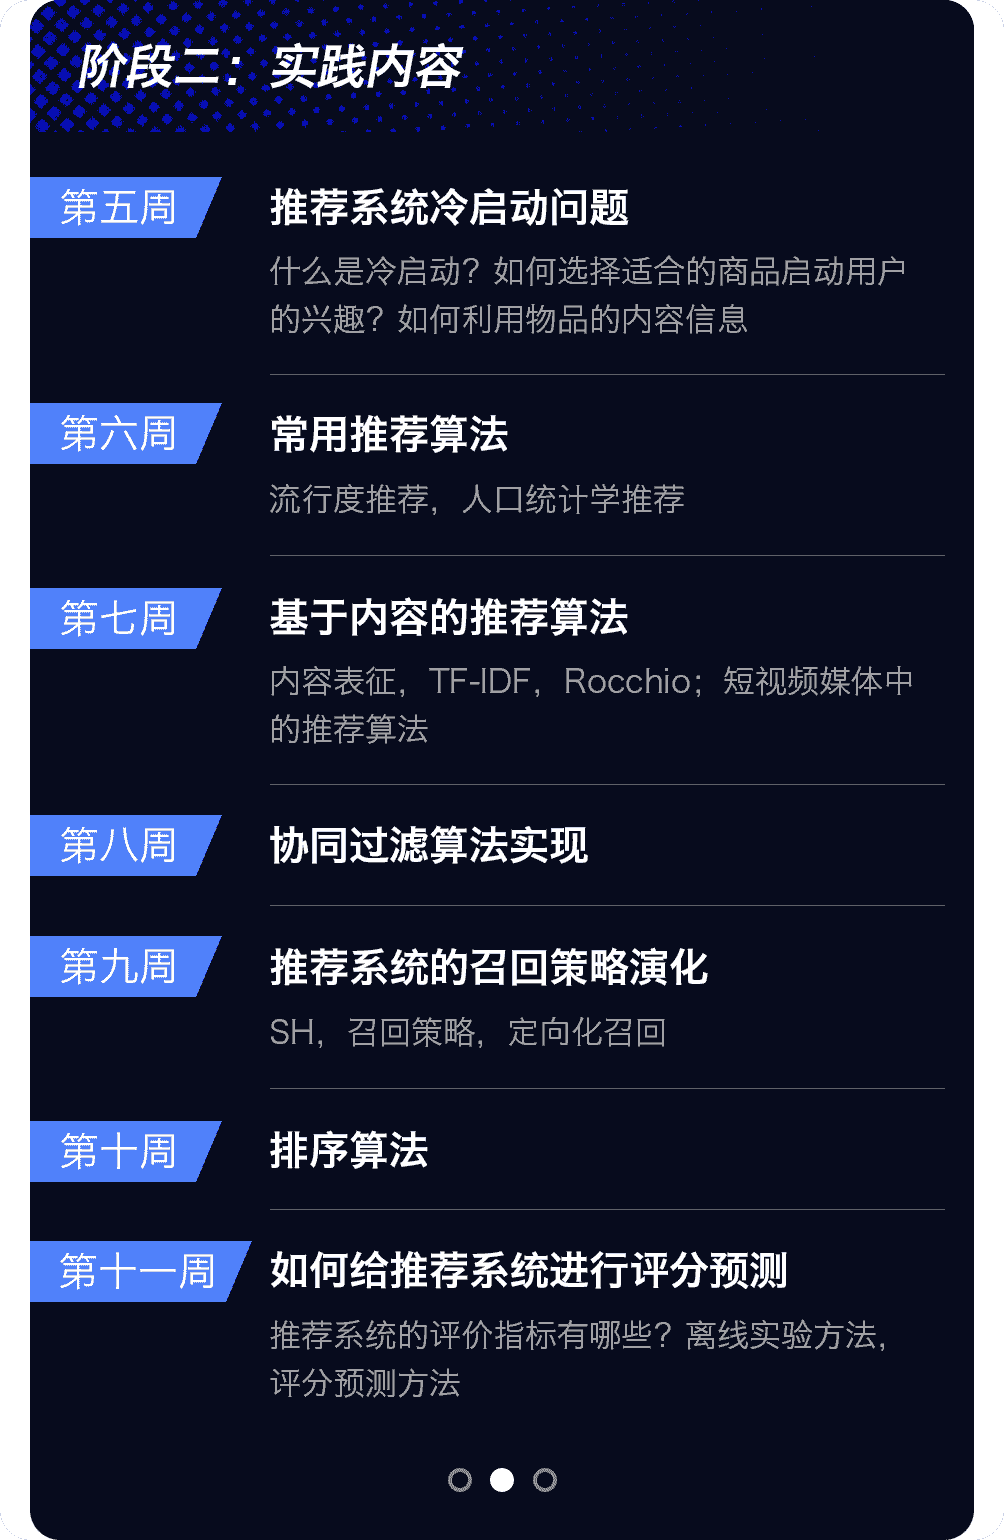 阶段二：实践内容
第五周
推荐系统冷启动问题
什么是冷启动？如何选择适合的商品启动用户
的兴趣？如何利用物品的内容信息
第六周
常用推荐算法
流行度推荐，人口统计学推荐
第七周
基于内容的推荐算法
内容表征，TF-IDF，Rocchio；短视频媒体中
的推荐算法
第八周
协同过滤算法实现
第九周
推荐系统的召回策略演化
SH，召回策略，定向化召回
第十周
排序算法
第十一周
如何给推荐系统进行评分预测
推荐系统的评价指标有哪些？离线实验方法，
评分预测方法